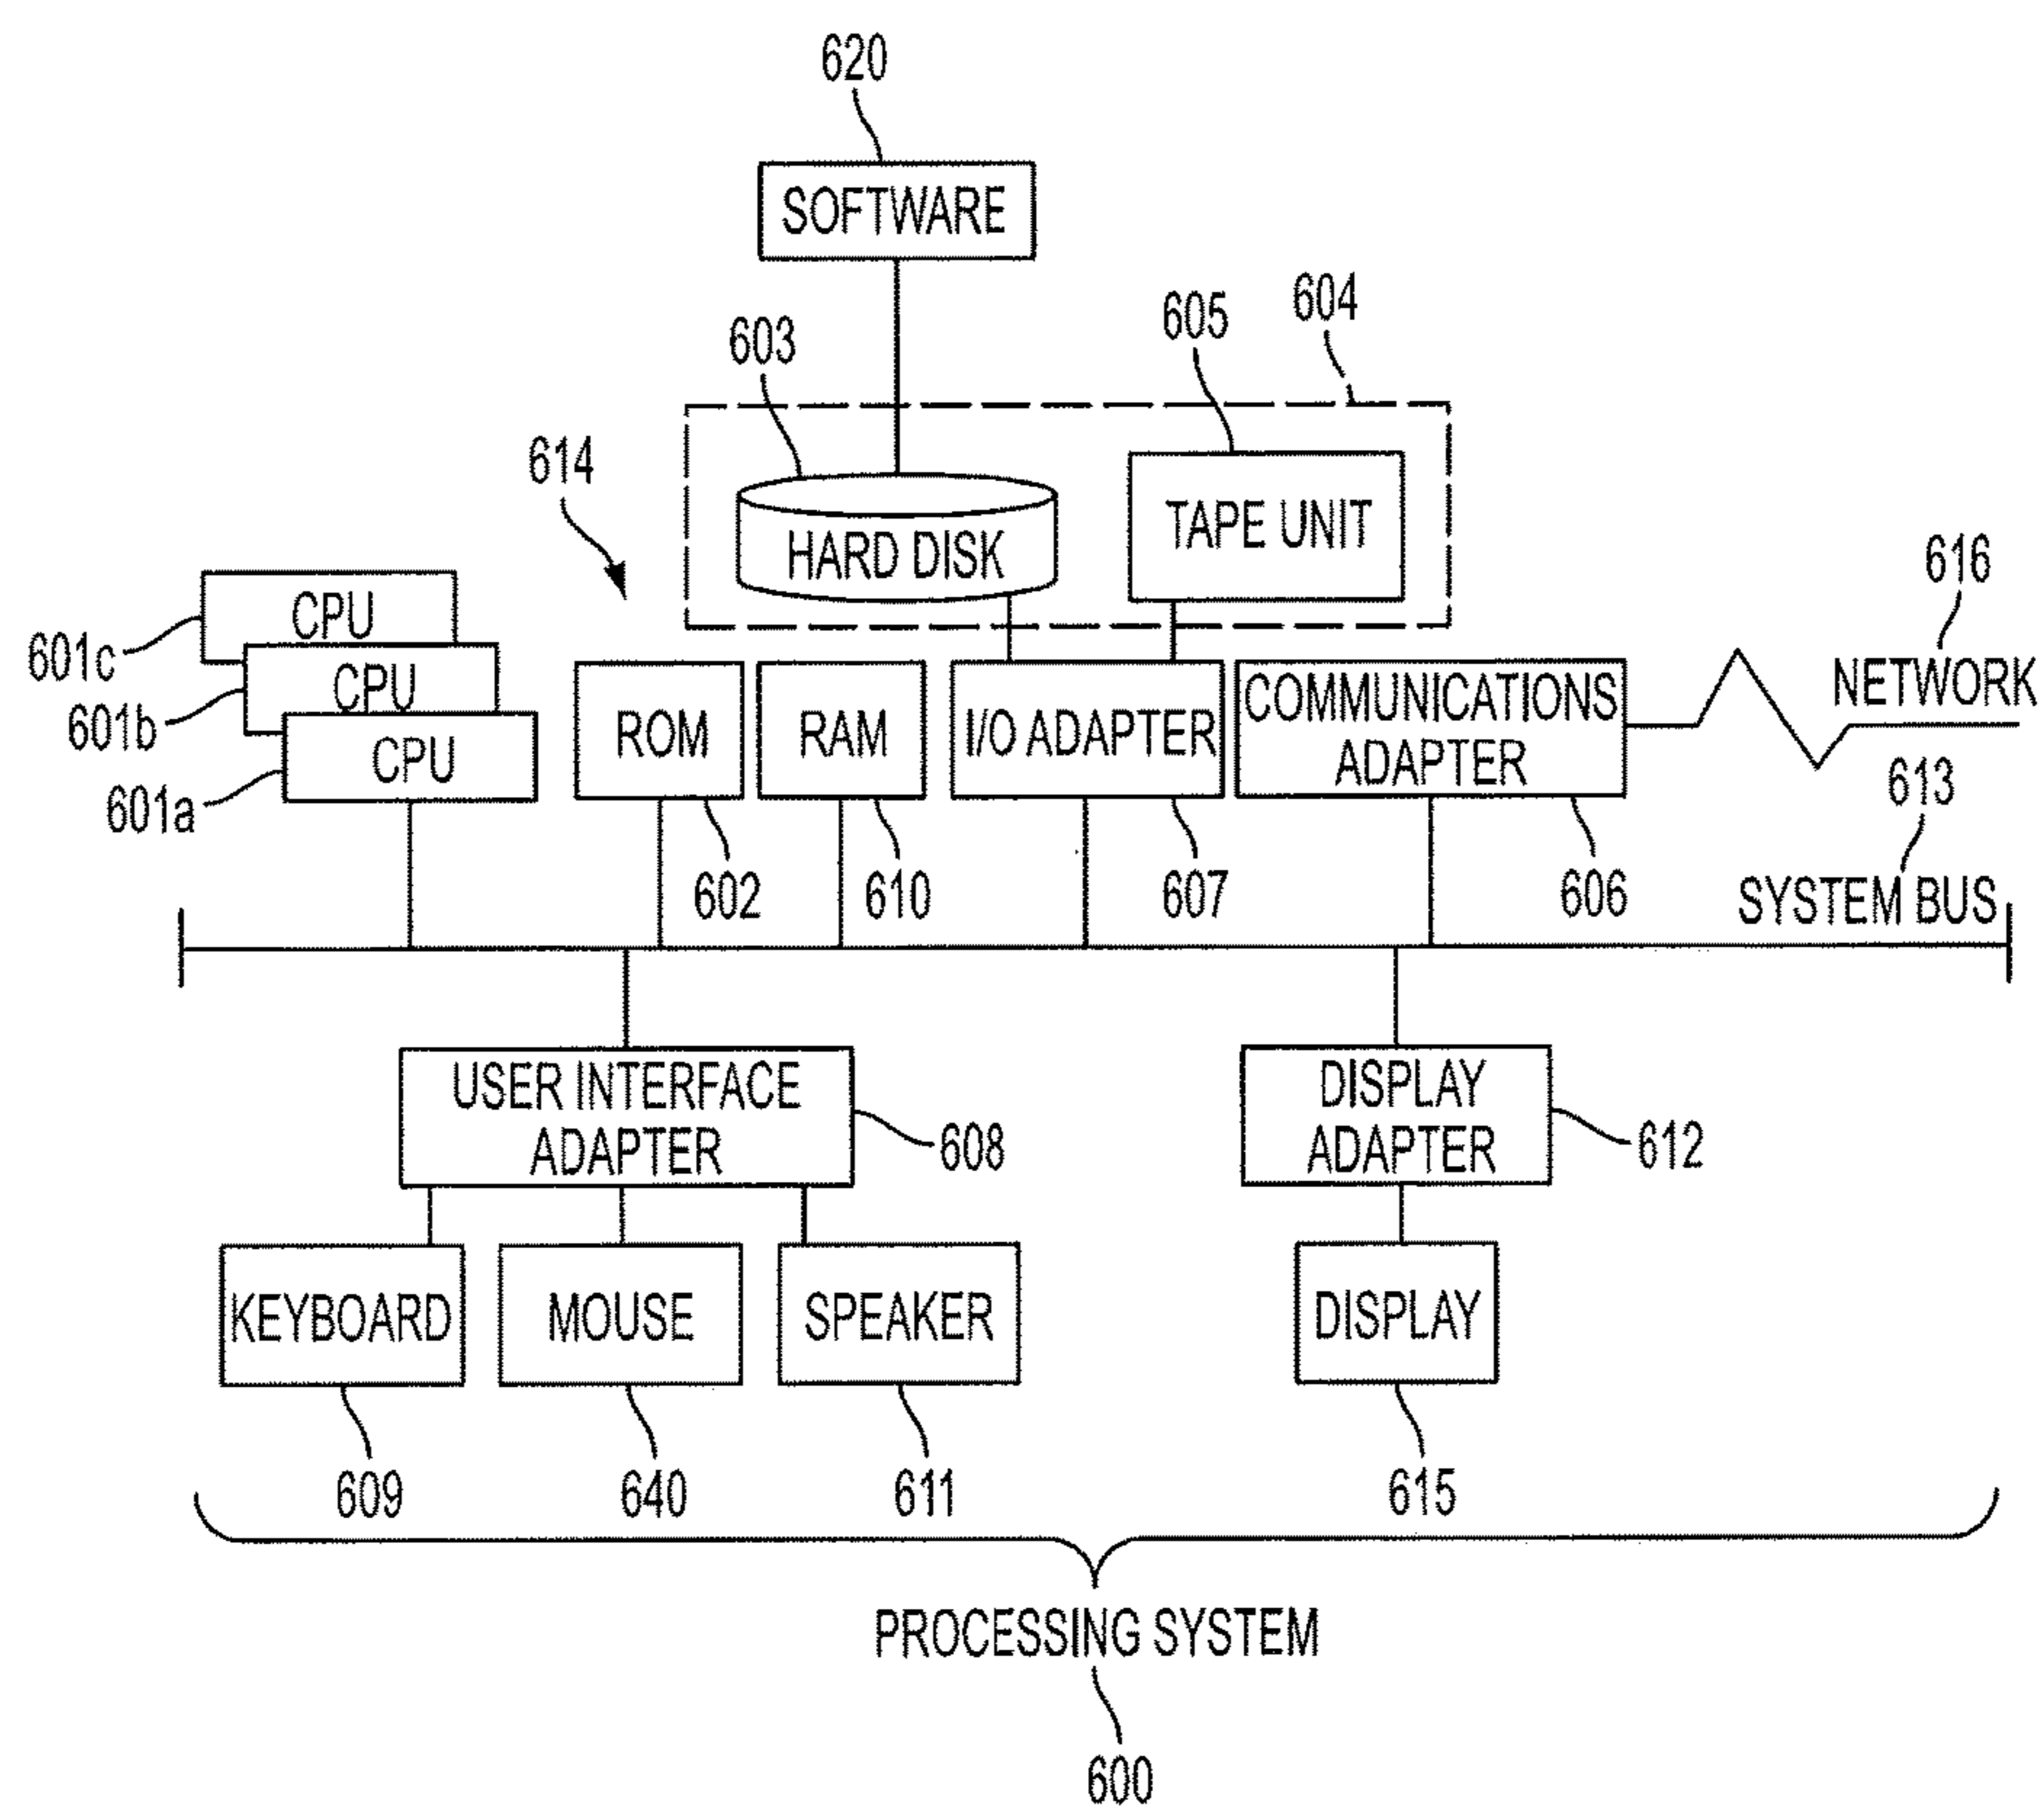 620
SOFTWARE
604
605
603
614
HARD DISK
TAPE UNIT
616
NETWORK
CPU
601c
CPU
601b
CPU
601a
ROM
RAM
I/O ADAPTER
COMMUNICATIONS
ADAPTER
613
SYSTEM BUS
602
610
607
606
USER INTERFACE
ADAPTER
608
DISPLAY
ADAPTER
612
KEYBOARD
MOUSE
SPEAKER
DISPLAY
609
640
611
615
PROCESSING SYSTEM
600